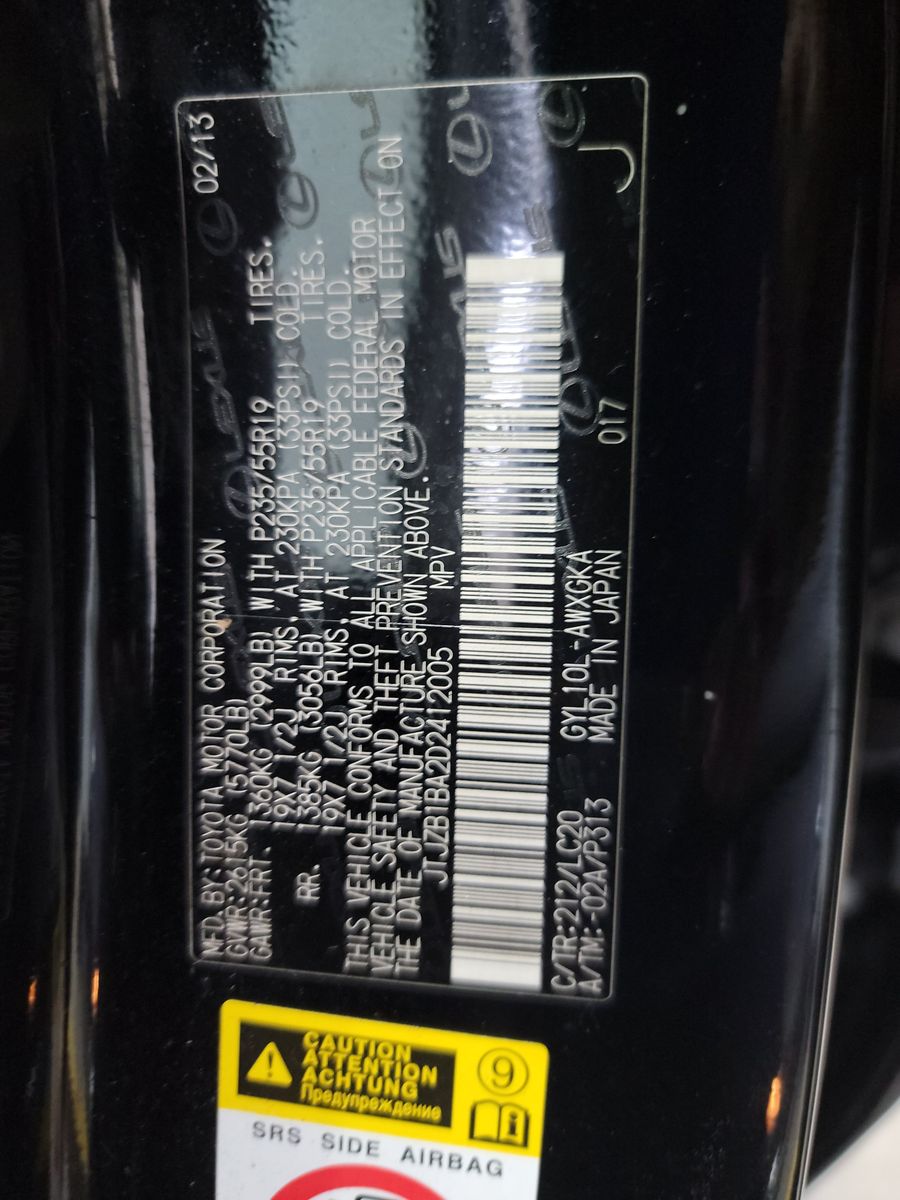 MFD. BY: TOYOTA MOTOR CORPORATION 02/13
GVWR: 2615KG (5770LB)
GAWR: FRT. 1360KG (2999LB) WITH P235/55R19 TIRES.
19X7 1/2J RIMS, AT 230KPA (33PSI) COLD.
RR. 1385KG (3056LB) WITH P235/55R19 TIRES.
19X7 1/2J RIMS, AT 230KPA (33PSI) COLD.
THIS VEHICLE CONFORMS TO ALL APPLICABLE FEDERAL MOTOR
VEHICLE SAFETY AND THEFT PREVENTION STANDARDS IN EFFECT ON
THE DATE OF MANUFACTURE SHOWN ABOVE.
JTJZB1BA2D2412005 MPV
C/TR: 212/LC20 GYL10L-AWXGKA
A/TM: -02A/P313 MADE IN JAPAN 017 J
CAUTION
ATTENTION
ACHTUNG
Предупреждение
9
SRS SIDE AIRBAG